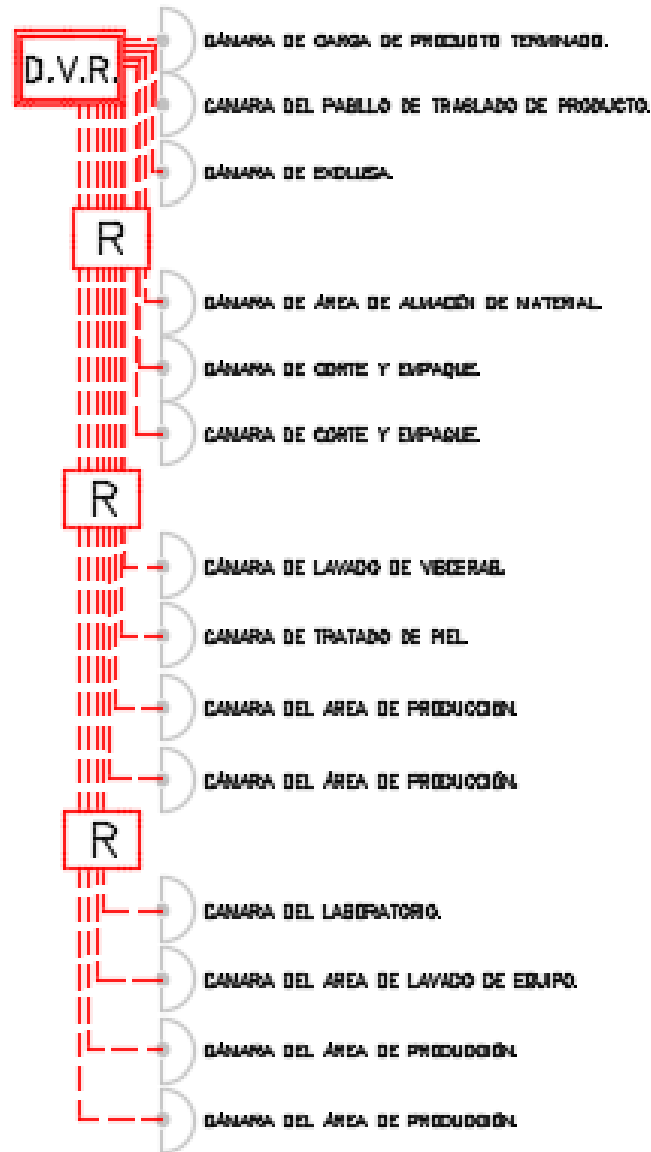 CÁMARA DE CARGA DE PRODUCTO TERMINADO.
D.V.R.
CAMARA DEL PASILLO DE TRASLADO DE PRODUCTO.
CÁMARA DE EXCLUSA.
R
CÁMARA DE ÁREA DE ALMACÉN DE MATERIAL.
CÁMARA DE CORTE Y EMPAQUE.
CAMARA DE CORTE Y EMPAQUE.
R
CÁMARA DE LAVADO DE VISCERAS.
CAMARA DE TRATADO DE PIEL.
CAMARA DEL AREA DE PRODUCCION.
CÁMARA DEL ÁREA DE PRODUCCIÓN.
R
CAMARA DEL LABORATORIO.
CAMARA DEL AREA DE LAVADO DE EQUIPO.
CÁMARA DEL ÁREA DE PRODUCCIÓN.
CÁMARA DEL ÁREA DE PRODUCCIÓN.